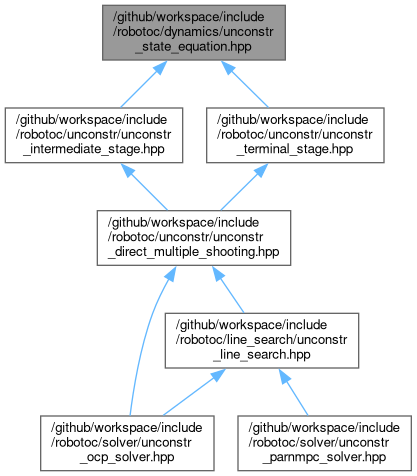 /github/workspace/include
/robotoc/dynamics/unconstr
_state_equation.hpp
/github/workspace/include
/robotoc/unconstr/unconstr
_intermediate_stage.hpp
/github/workspace/include
/robotoc/unconstr/unconstr
_terminal_stage.hpp
/github/workspace/include
/robotoc/unconstr/unconstr
_direct_multiple_shooting.hpp
/github/workspace/include
/robotoc/line_search/unconstr
_line_search.hpp
/github/workspace/include
/robotoc/solver/unconstr
_ocp_solver.hpp
/github/workspace/include
/robotoc/solver/unconstr
_parnmpc_solver.hpp